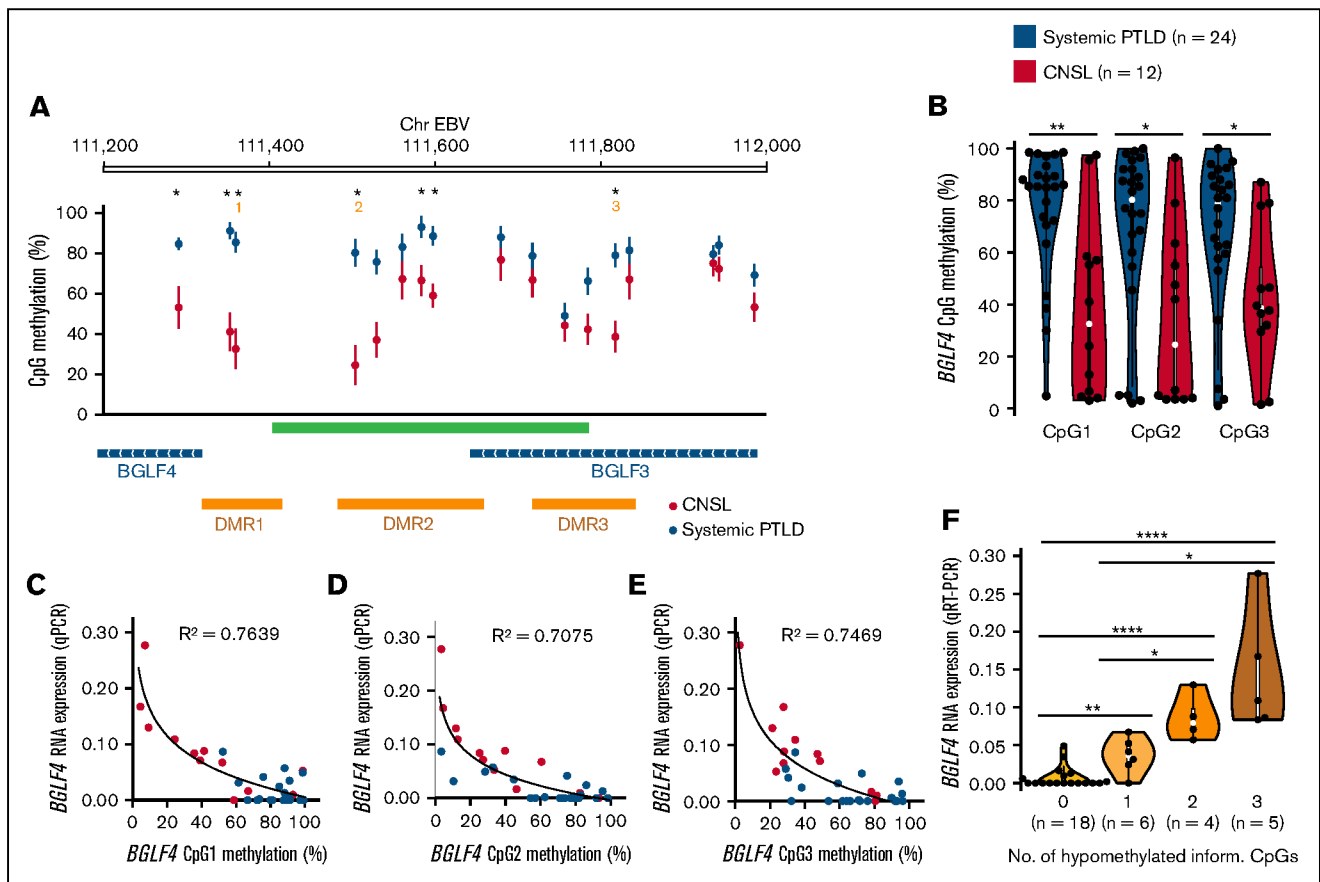 Systemic PTLD (n = 24)
CNSL (n = 12)
A
Chr EBV
111,200 111,400 111,600 111,800 112,000
* * * * * * *
1 2 3
CpG methylation (%)
100
80
60
40
20
0
BGLF4
BGLF3
DMR1
DMR2
DMR3
CNSL
Systemic PTLD
B
** * *
BGLF4 CpG methylation (%)
100
80
60
40
20
0
CpG1 CpG2 CpG3
C
BGLF4 RNA expression (qPCR)
R² = 0.7639
0.30
0.20
0.10
0.00
0 20 40 60 80 100
BGLF4 CpG1 methylation (%)
D
BGLF4 RNA expression (qPCR)
R² = 0.7075
0.30
0.20
0.10
0.00
0 20 40 60 80 100
BGLF4 CpG2 methylation (%)
E
BGLF4 RNA expression (qPCR)
R² = 0.7469
0.30
0.20
0.10
0.00
0 20 40 60 80 100
BGLF4 CpG3 methylation (%)
F
BGLF4 RNA expression (qRT-PCR)
****
*
****
*
**
0.30
0.25
0.20
0.15
0.10
0.05
0.00
0 1 2 3
(n = 18) (n = 6) (n = 4) (n = 5)
No. of hypomethylated inform. CpGs